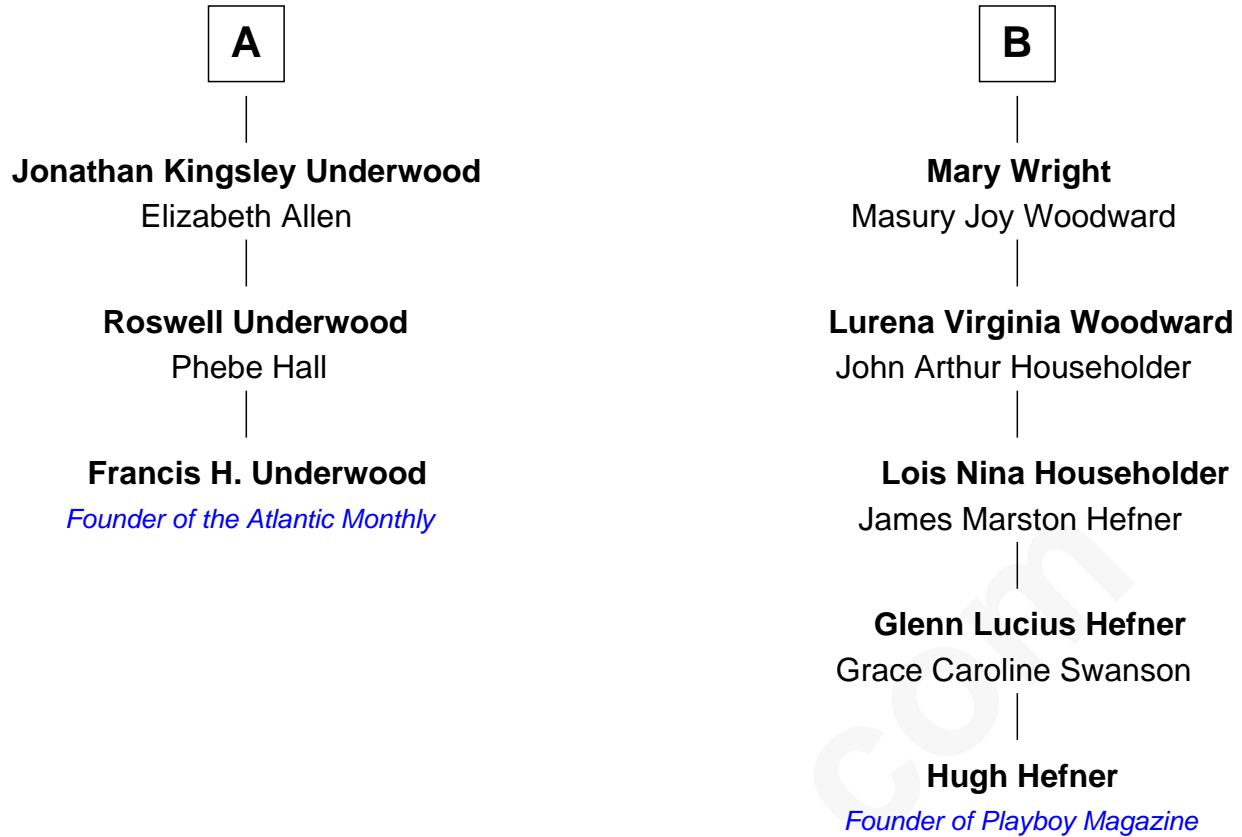 A
Jonathan Kingsley Underwood
Elizabeth Allen
Roswell Underwood
Phebe Hall
Francis H. Underwood
Founder of the Atlantic Monthly
B
Mary Wright
Masury Joy Woodward
Lurena Virginia Woodward
John Arthur Householder
Lois Nina Householder
James Marston Hefner
Glenn Lucius Hefner
Grace Caroline Swanson
Hugh Hefner
Founder of Playboy Magazine
com